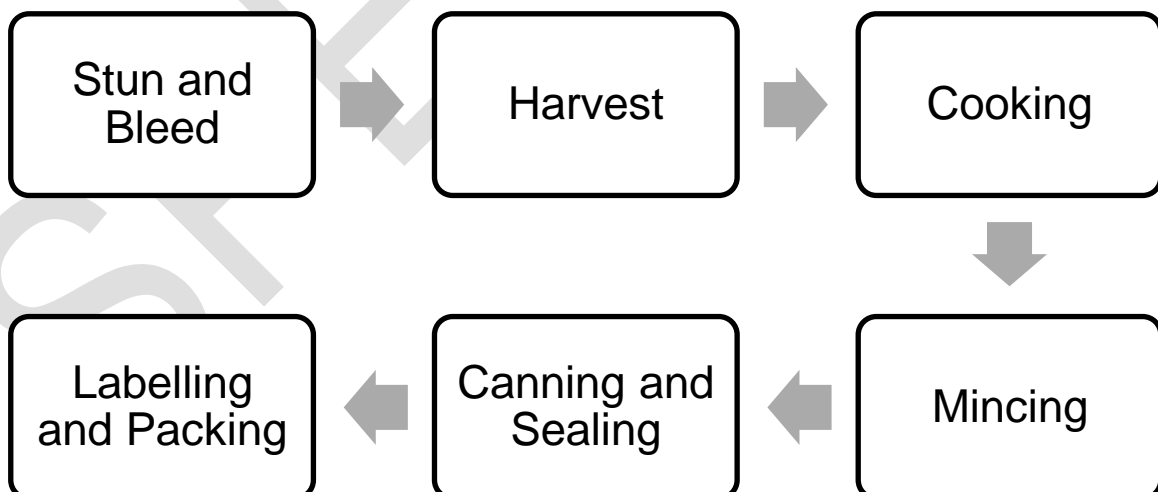 Stun and
Bleed
Harvest
Cooking
Mincing
Canning and
Sealing
Labelling
and Packing